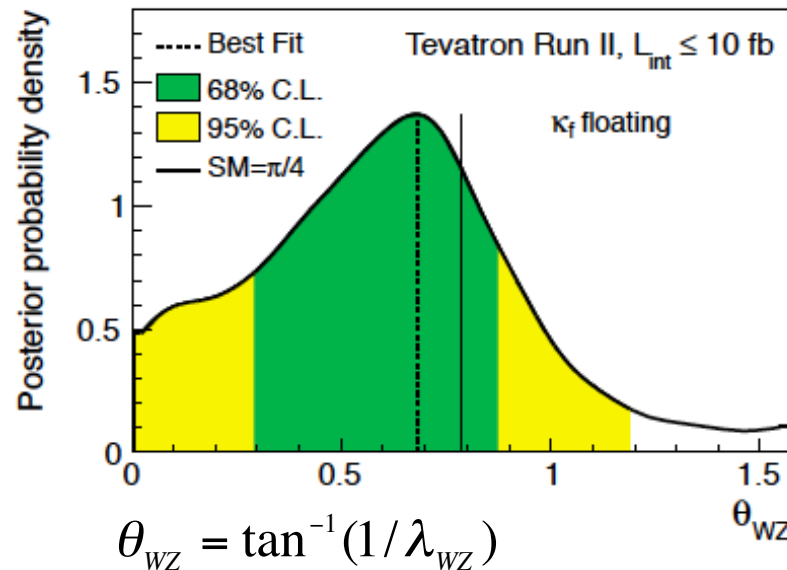 Posterior probability density
Best Fit
68% C.L.
95% C.L.
SM=π/4
Tevatron Run II, L_int ≤ 10 fb
κ_f floating
1.5
1
0.5
0
0 0.5 1 1.5
θ_WZ
θ_WZ = tan⁻¹(1/λ_WZ)